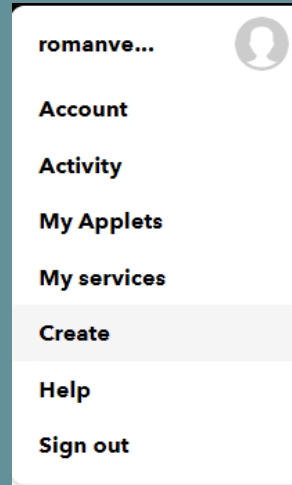 romanve...
Account
Activity
My Applets
My services
Create
Help
Sign out